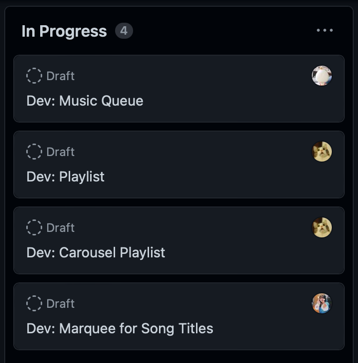 In Progress 4
Draft
Dev: Music Queue
Draft
Dev: Playlist
Draft
Dev: Carousel Playlist
Draft
Dev: Marquee for Song Titles